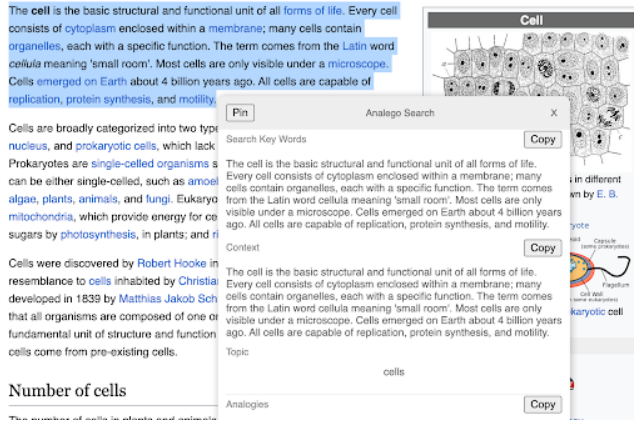 The cell is the basic structural and functional unit of all forms of life. Every cell
consists of cytoplasm enclosed within a membrane; many cells contain
organelles, each with a specific function. The term comes from the Latin word
cellula meaning 'small room'. Most cells are only visible under a microscope.
Cells emerged on Earth about 4 billion years ago. All cells are capable of
replication, protein synthesis, and motility.
Cells are broadly categorized into two type
nucleus, and prokaryotic cells, which lack
Prokaryotes are single-celled organisms s
can be either single-celled, such as amoe
algae, plants, animals, and fungi. Eukaryo
mitochondria, which provide energy for ce
sugars by photosynthesis, in plants; and ri
Cells were discovered by Robert Hooke in
resemblance to cells inhabited by Christia
developed in 1839 by Matthias Jakob Sch
that all organisms are composed of one or
fundamental unit of structure and function
cells come from pre-existing cells.
Number of cells
The number of cells in plants and animals
Pin
Analego Search
X
Search Key Words
Copy
The cell is the basic structural and functional unit of all forms of life.
Every cell consists of cytoplasm enclosed within a membrane; many
cells contain organelles, each with a specific function. The term comes
from the Latin word cellula meaning 'small room'. Most cells are only
visible under a microscope. Cells emerged on Earth about 4 billion years
ago. All cells are capable of replication, protein synthesis, and motility.
Context
Copy
The cell is the basic structural and functional unit of all forms of life.
Every cell consists of cytoplasm enclosed within a membrane; many
cells contain organelles, each with a specific function. The term comes
from the Latin word cellula meaning 'small room'. Most cells are only
visible under a microscope. Cells emerged on Earth about 4 billion years
ago. All cells are capable of replication, protein synthesis, and motility.
Topic
cells
Analogies
Copy
Cell
s in different
wn by E. B.
yote
Capsule
(some prokaryotes)
Flagellum
Cell Wall
karyotic cell